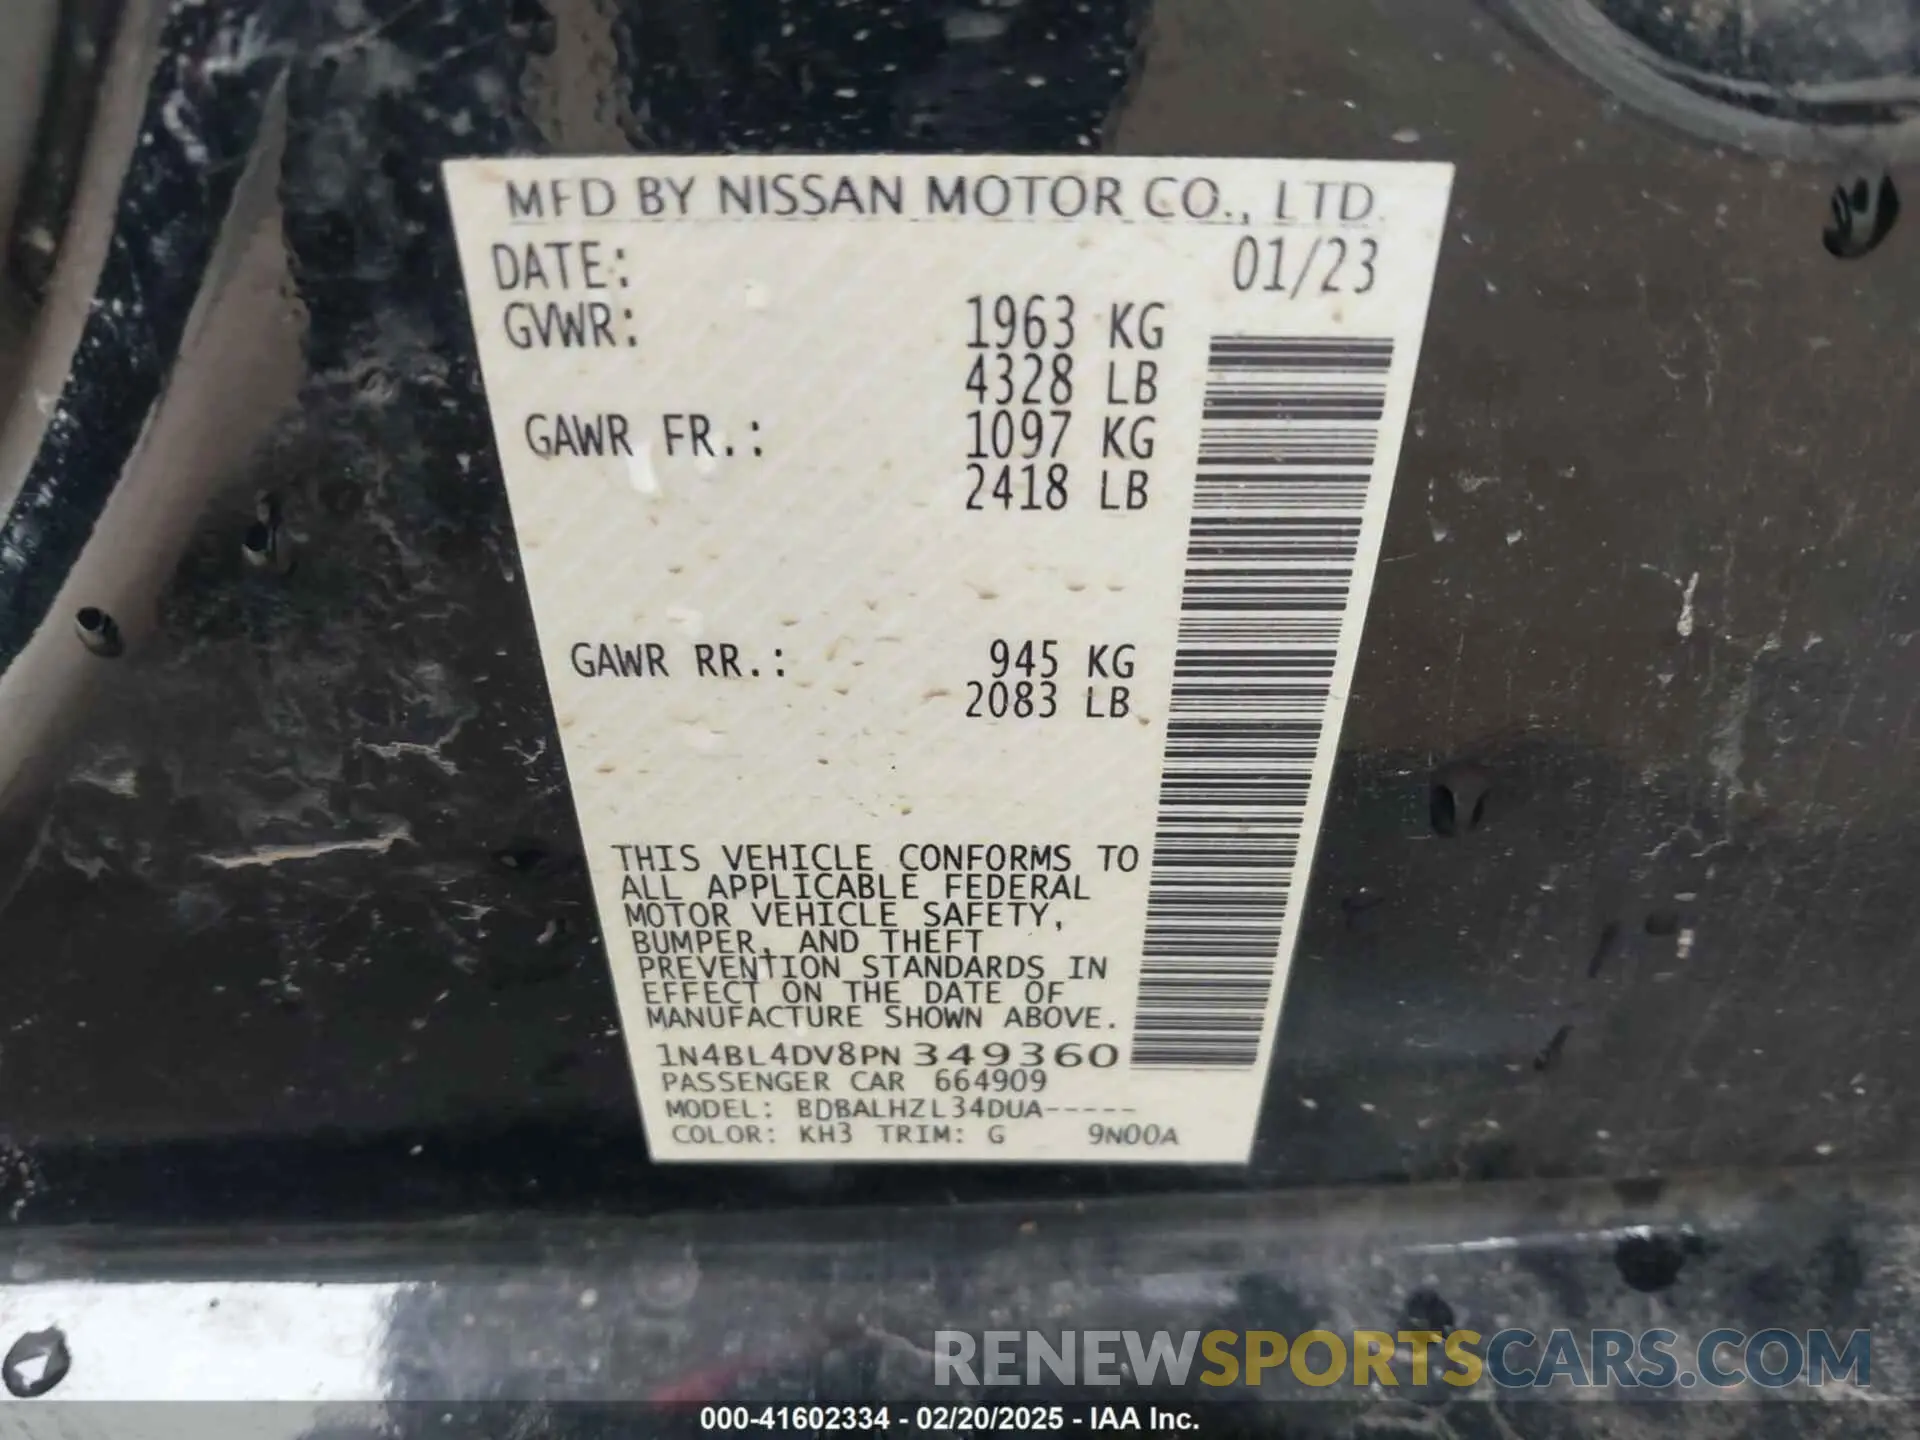 MFD BY NISSAN MOTOR CO., LTD.
DATE: 01/23
GVWR: 1963 KG
4328 LB
GAWR FR.: 1097 KG
2418 LB
GAWR RR.: 945 KG
2083 LB
THIS VEHICLE CONFORMS TO
ALL APPLICABLE FEDERAL
MOTOR VEHICLE SAFETY,
BUMPER, AND THEFT
PREVENTION STANDARDS IN
EFFECT ON THE DATE OF
MANUFACTURE SHOWN ABOVE.
1N4BL4DV8PN349360
PASSENGER CAR 664909
MODEL: BDBALHZL34DUA-----
COLOR: KH3 TRIM: G 9N00A
RENEWSPORTSCARS.COM
000-41602334 - 02/20/2025 - IAA Inc.